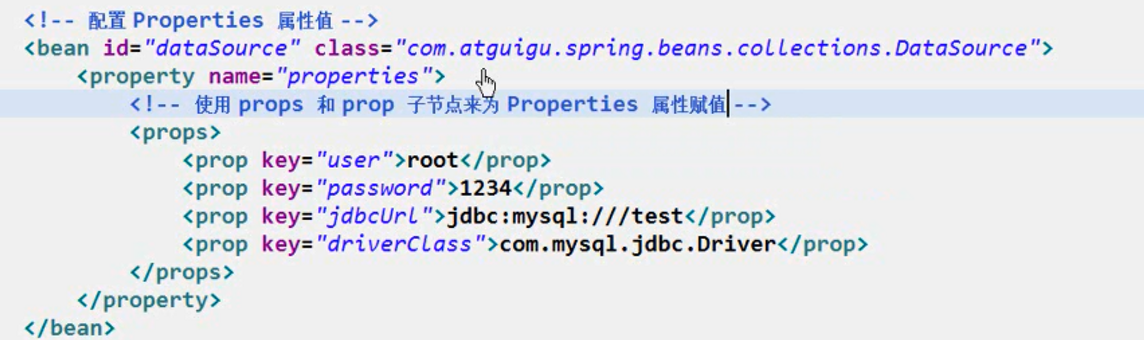 <!-- 配置 Properties 属性值 -->
<bean id="dataSource" class="com.atguigu.spring.beans.collections.DataSource">
<property name="properties">
<!-- 使用 props 和 prop 子节点来为 Properties 属性赋值 -->
<props>
<prop key="user">root</prop>
<prop key="password">1234</prop>
<prop key="jdbcUrl">jdbc:mysql:///test</prop>
<prop key="driverClass">com.mysql.jdbc.Driver</prop>
</props>
</property>
</bean>